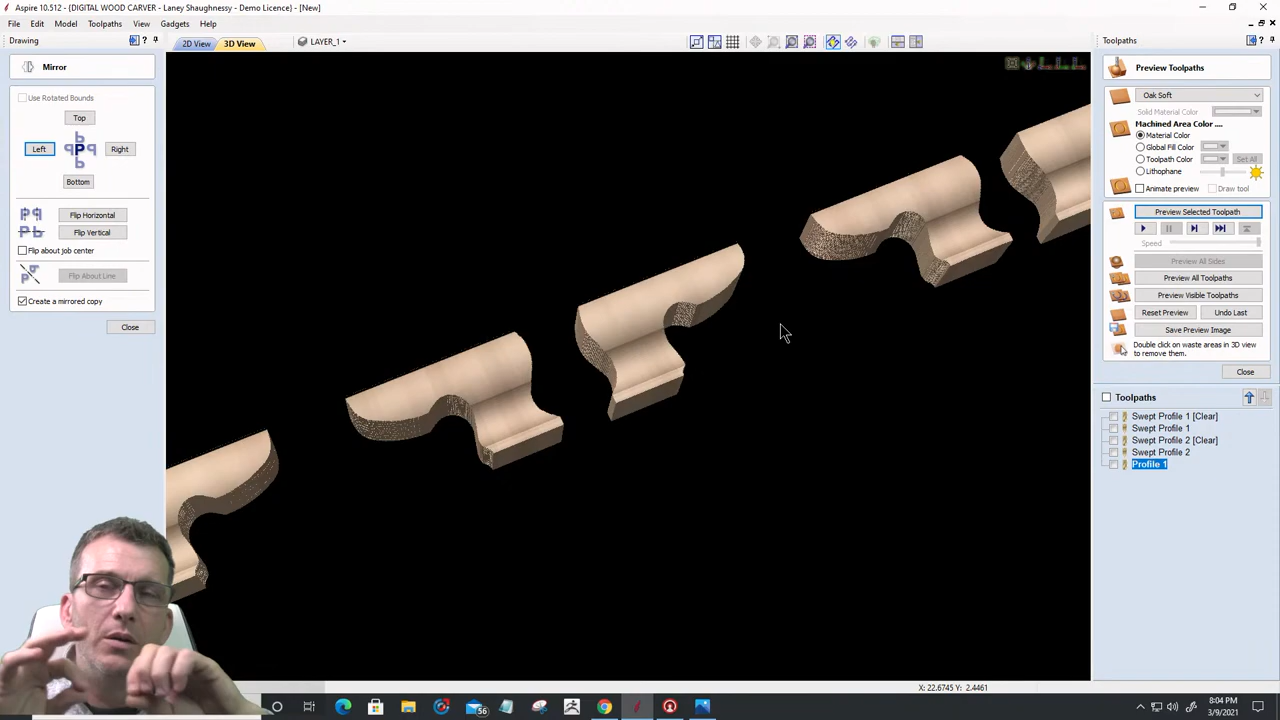 Aspire 10.512 - {DIGITAL WOOD CARVER - Laney Shaughnessy - Demo Licence} - [New]
File Edit Model Toolpaths View Gadgets Help
Drawing
2D View 3D View LAYER_1
Toolpaths
Mirror
Use Rotated Bounds
Top
Left
Right
Bottom
Flip Horizontal
Flip Vertical
Flip about job center
Flip About Line
Create a mirrored copy
Close
Preview Toolpaths
Oak Soft
Solid Material Color
Machined Area Color ....
Material Color
Global Fill Color
Toolpath Color Set All
Lithophane
Animate preview Draw tool
Preview Selected Toolpath
Speed
Preview All Sides
Preview All Toolpaths
Preview Visible Toolpaths
Reset Preview Undo Last
Save Preview Image
Double click on waste areas in 3D view
to remove them.
Close
Toolpaths
Swept Profile 1 [Clear]
Swept Profile 1
Swept Profile 2 [Clear]
Swept Profile 2
Profile 1
X: 22.6745 Y: 2.4461
56
8:04 PM
3/9/2021